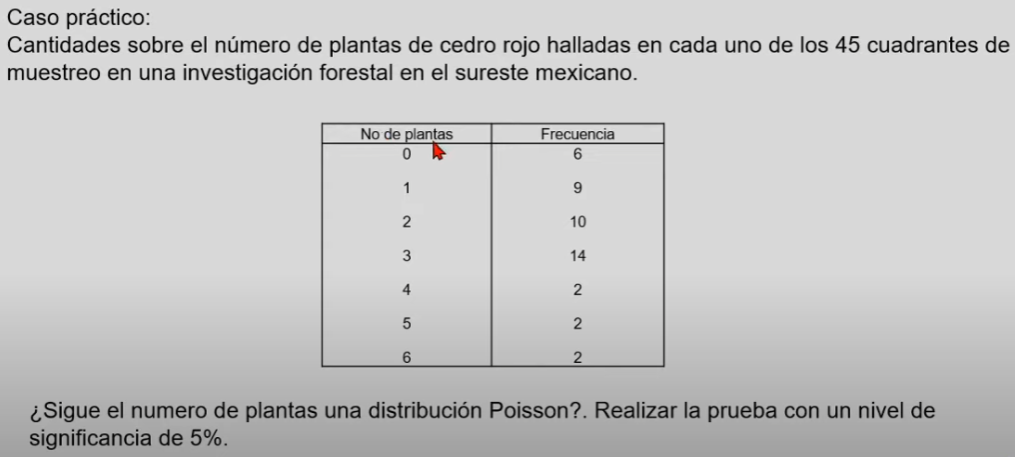 Caso práctico:
Cantidades sobre el número de plantas de cedro rojo halladas en cada uno de los 45 cuadrantes de
muestreo en una investigación forestal en el sureste mexicano.
No de plantas Frecuencia
0 6
1 9
2 10
3 14
4 2
5 2
6 2
¿Sigue el numero de plantas una distribución Poisson?. Realizar la prueba con un nivel de
significancia de 5%.